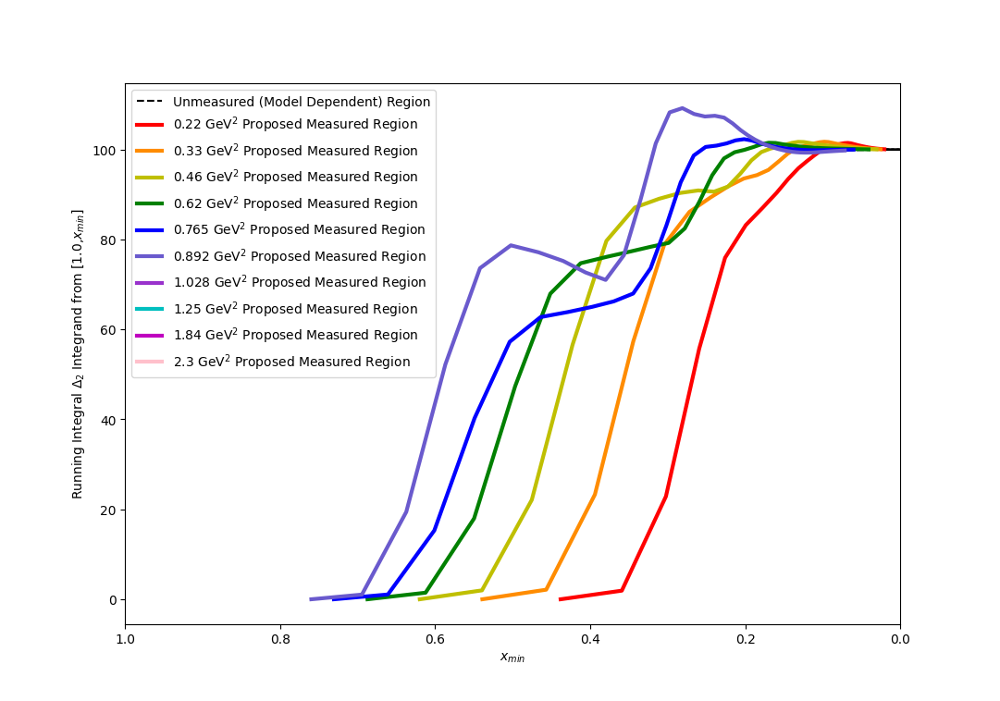 Unmeasured (Model Dependent) Region
0.22 GeV² Proposed Measured Region
0.33 GeV² Proposed Measured Region
0.46 GeV² Proposed Measured Region
0.62 GeV² Proposed Measured Region
0.765 GeV² Proposed Measured Region
0.892 GeV² Proposed Measured Region
1.028 GeV² Proposed Measured Region
1.25 GeV² Proposed Measured Region
1.84 GeV² Proposed Measured Region
2.3 GeV² Proposed Measured Region
Running Integral Δ₂ Integrand from [1.0,x_min]
100
80
60
40
20
0
1.0 0.8 0.6 0.4 0.2 0.0
x_min